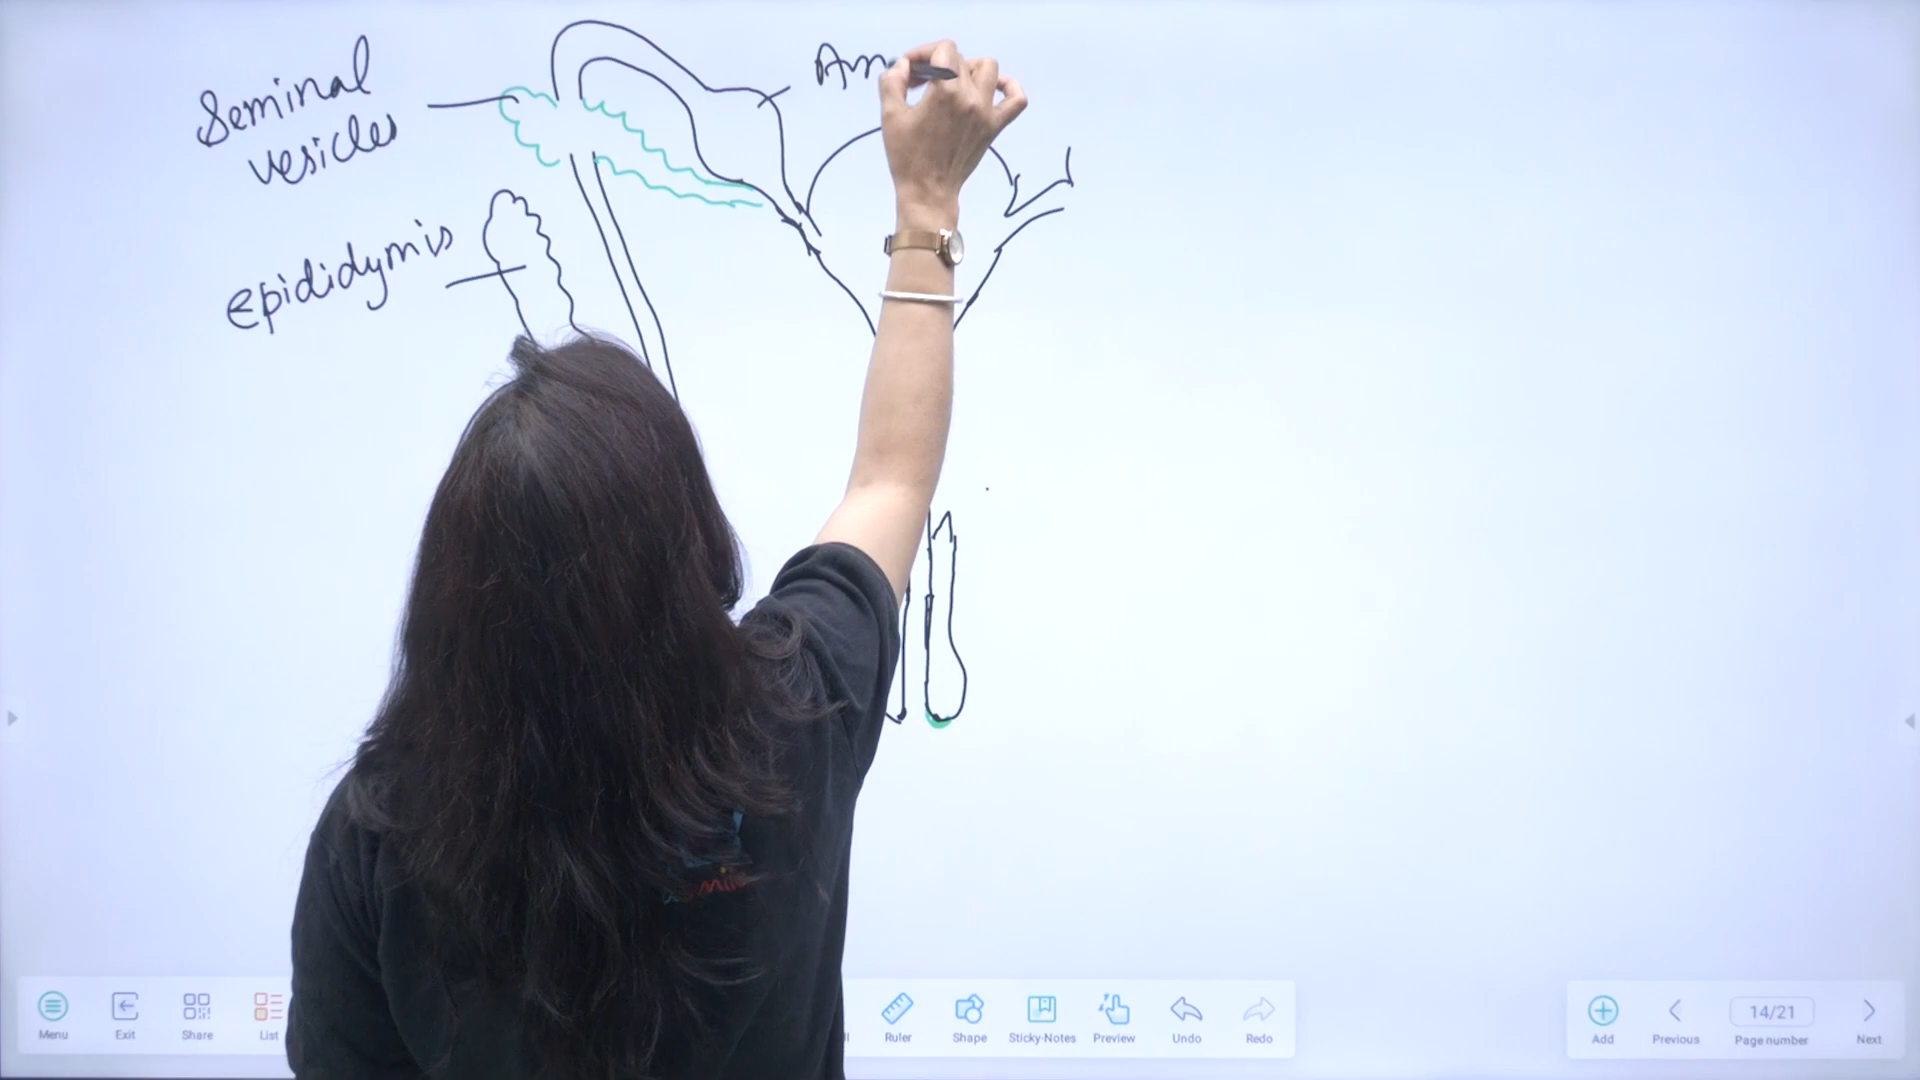 Seminal
vesicles
Am
epididymis
Menu
Exit
Share
List
Ruler
Shape
Sticky-Notes
Preview
Undo
Redo
Add
Previous
14/21
Page number
Next